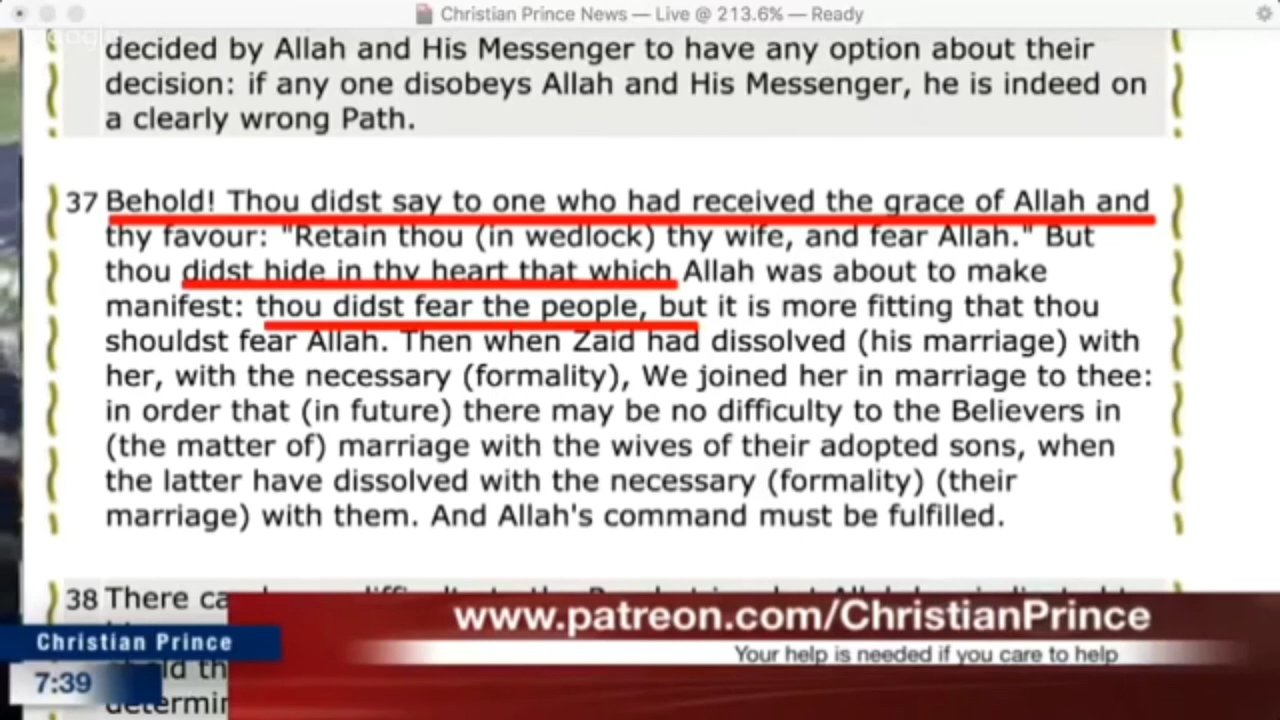 Christian Prince News — Live @ 213.6% — Ready
decided by Allah and His Messenger to have any option about their
decision: if any one disobeys Allah and His Messenger, he is indeed on
a clearly wrong Path.
37 Behold! Thou didst say to one who had received the grace of Allah and
thy favour: "Retain thou (in wedlock) thy wife, and fear Allah." But
thou didst hide in thy heart that which Allah was about to make
manifest: thou didst fear the people, but it is more fitting that thou
shouldst fear Allah. Then when Zaid had dissolved (his marriage) with
her, with the necessary (formality), We joined her in marriage to thee:
in order that (in future) there may be no difficulty to the Believers in
(the matter of) marriage with the wives of their adopted sons, when
the latter have dissolved with the necessary (formality) (their
marriage) with them. And Allah's command must be fulfilled.
38 There
www.patreon.com/ChristianPrince
Christian Prince
Your help is needed if you care to help
7:39